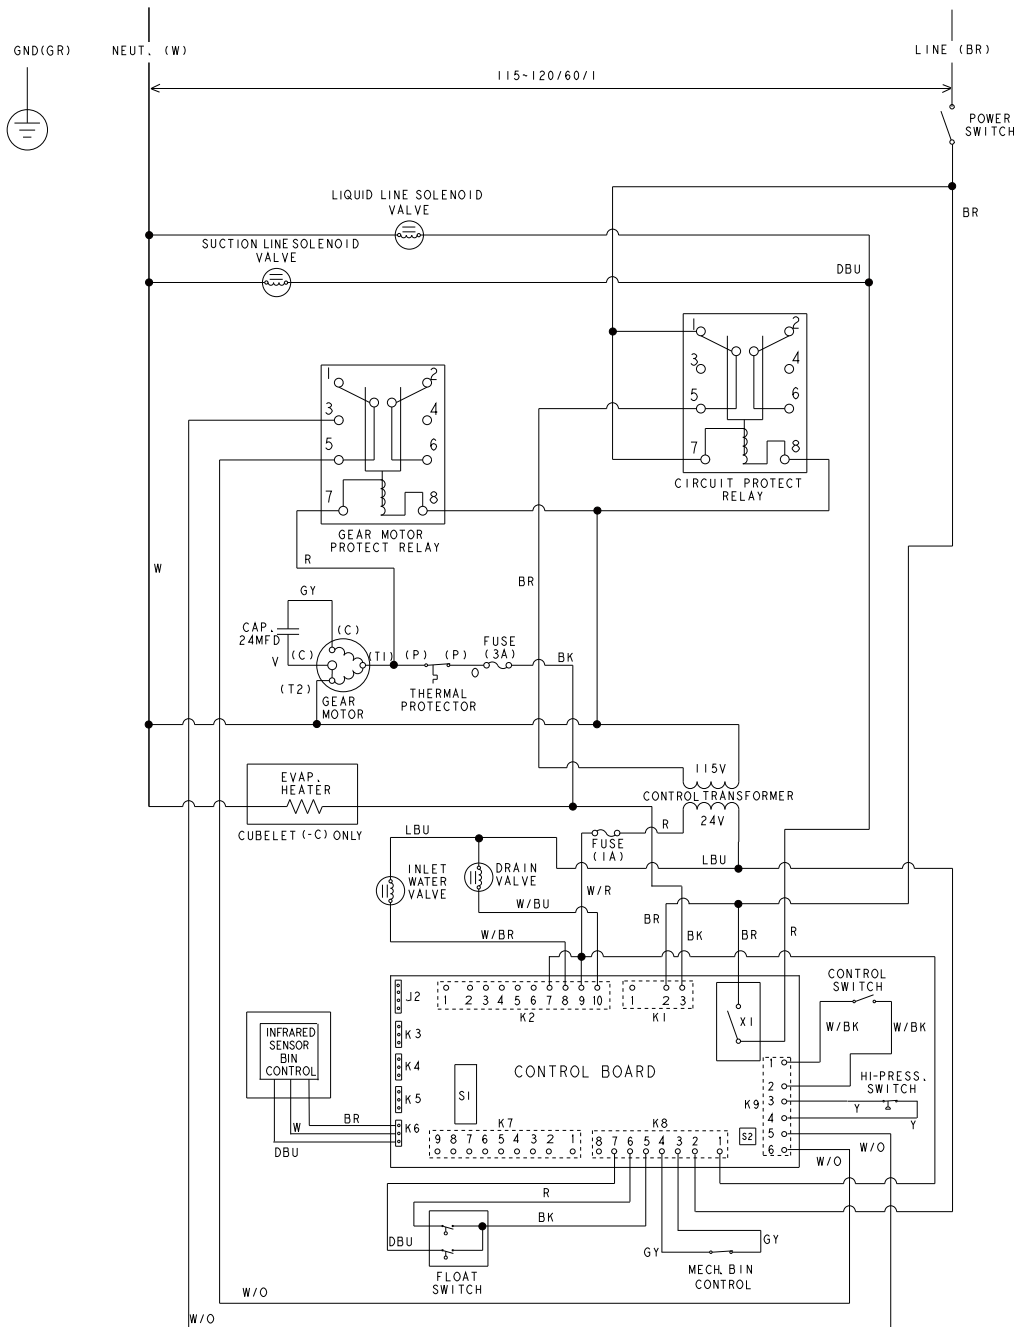 GND(GR)
NEUT. (W)
LINE (BR)
115~120/60/1
POWER
SWITCH
LIQUID LINE SOLENOID
VALVE
BR
SUCTION LINE SOLENOID
VALVE
DBU
1 2
3 4
5 6
7 8
CIRCUIT PROTECT
RELAY
1 2
3 4
5 6
7 8
GEAR MOTOR
PROTECT RELAY
R
W
BR
GY
CAP.
24MFD
(C)
V
(C)
(T1)
(P)
(P)
FUSE
(3A)
O
BK
(T2)
GEAR
MOTOR
THERMAL
PROTECTOR
EVAP.
HEATER
CUBELET (-C) ONLY
115V
CONTROL TRANSFORMER
24V
R
FUSE
(1A)
LBU
LBU
INLET
WATER
VALVE
DRAIN
VALVE
W/BU
W/R
W/BR
BR
BK
BR
R
J2
K3
K4
K5
K6
1 2 3 4 5 6 7 8 9 10
K2
1 2 3
K1
X1
CONTROL
SWITCH
W/BK
W/BK
INFRARED
SENSOR
BIN
CONTROL
BR
W
DBU
S1
CONTROL BOARD
K9
1
2
3
4
5
6
HI-PRESS.
SWITCH
Y
Y
S2
K7
9 8 7 6 5 4 3 2 1
K8
8 7 6 5 4 3 2 1
W/O
W/O
R
BK
DBU
FLOAT
SWITCH
GY
GY
MECH. BIN
CONTROL
W/O
W/O